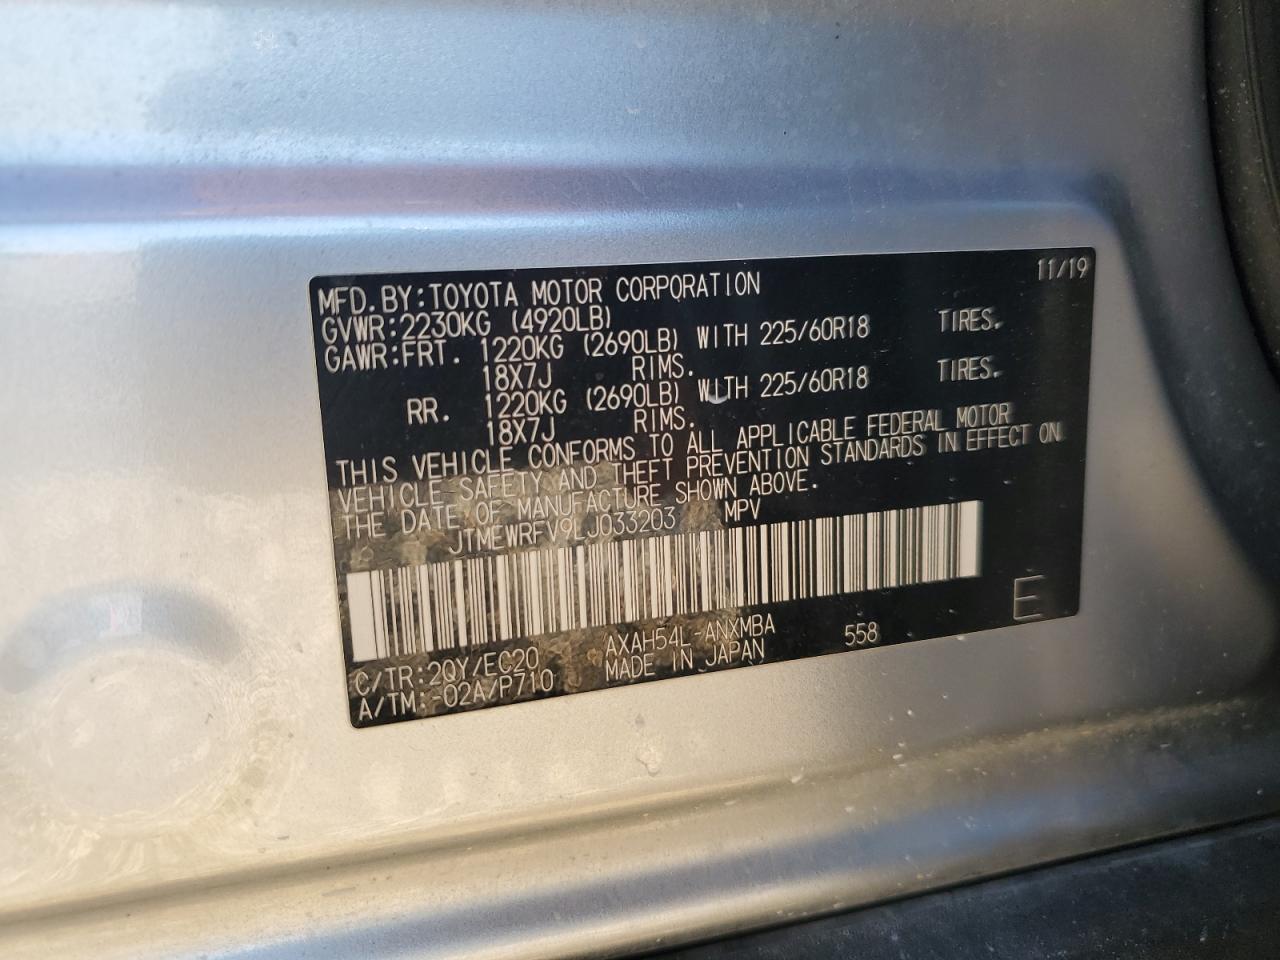 11/19
MFD.BY:TOYOTA MOTOR CORPORATION
GVWR:2230KG (4920LB)
GAWR:FRT. 1220KG (2690LB) WITH 225/60R18 TIRES.
18X7J RIMS.
RR. 1220KG (2690LB) WITH 225/60R18 TIRES.
18X7J RIMS.
THIS VEHICLE CONFORMS TO ALL APPLICABLE FEDERAL MOTOR
VEHICLE SAFETY AND THEFT PREVENTION STANDARDS IN EFFECT ON
THE DATE OF MANUFACTURE SHOWN ABOVE.
JTMEWRFV9LJ033203 MPV
C/TR:2QY/EC20 AXAH54L-ANXMBA 558 E
A/TM:-02A/P710 MADE IN JAPAN